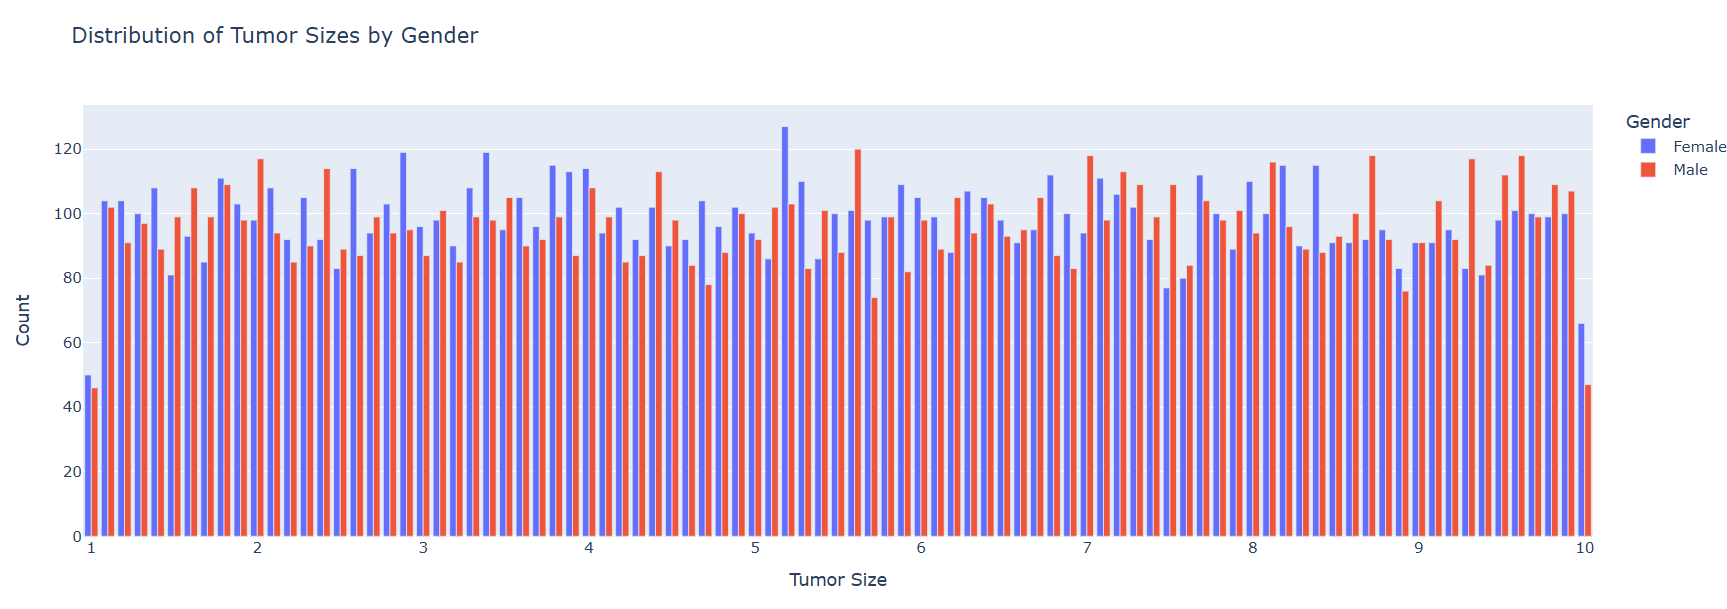 Distribution of Tumor Sizes by Gender
Gender
Female
Male
Count
120
100
80
60
40
20
0
1 2 3 4 5 6 7 8 9 10
Tumor Size